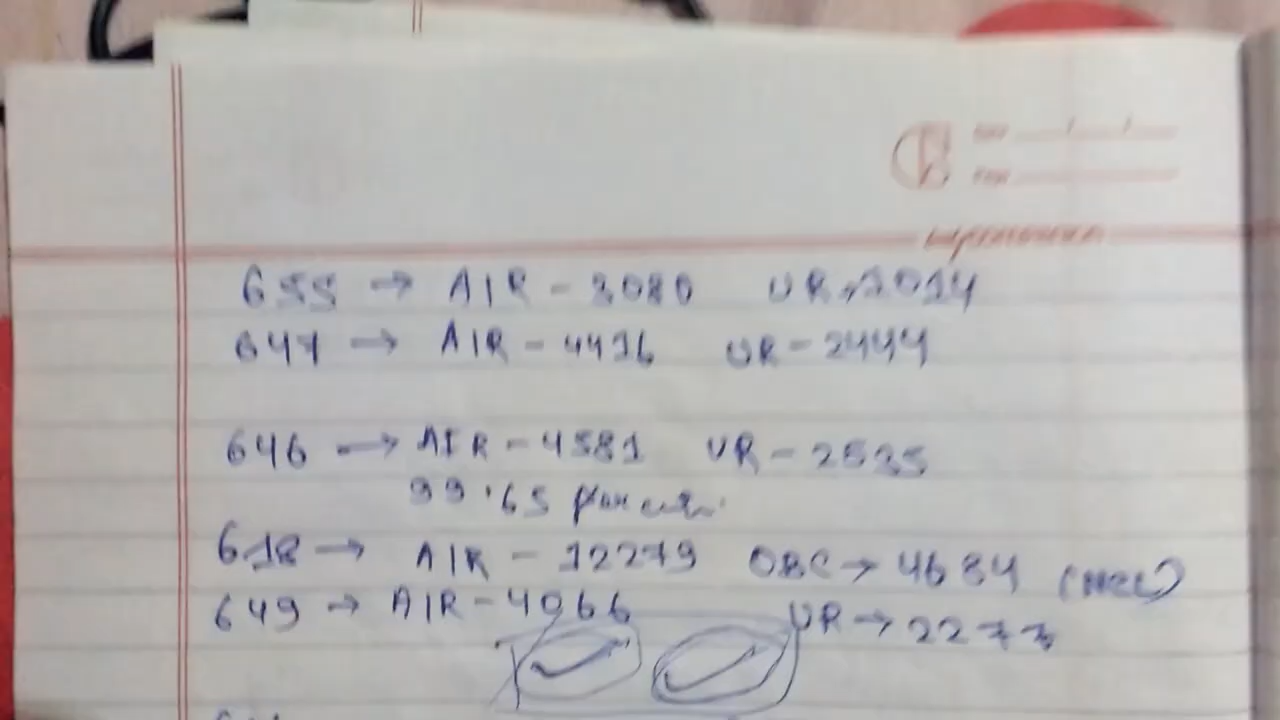 655 → AIR - 3080 UR → 2014
647 → AIR - 4416 UR - 2444
646 → AIR - 4581 UR - 2535
99.65
618 → AIR - 12279 OBC → 4684 (NCL)
649 → AIR - 4066 UR → 2273